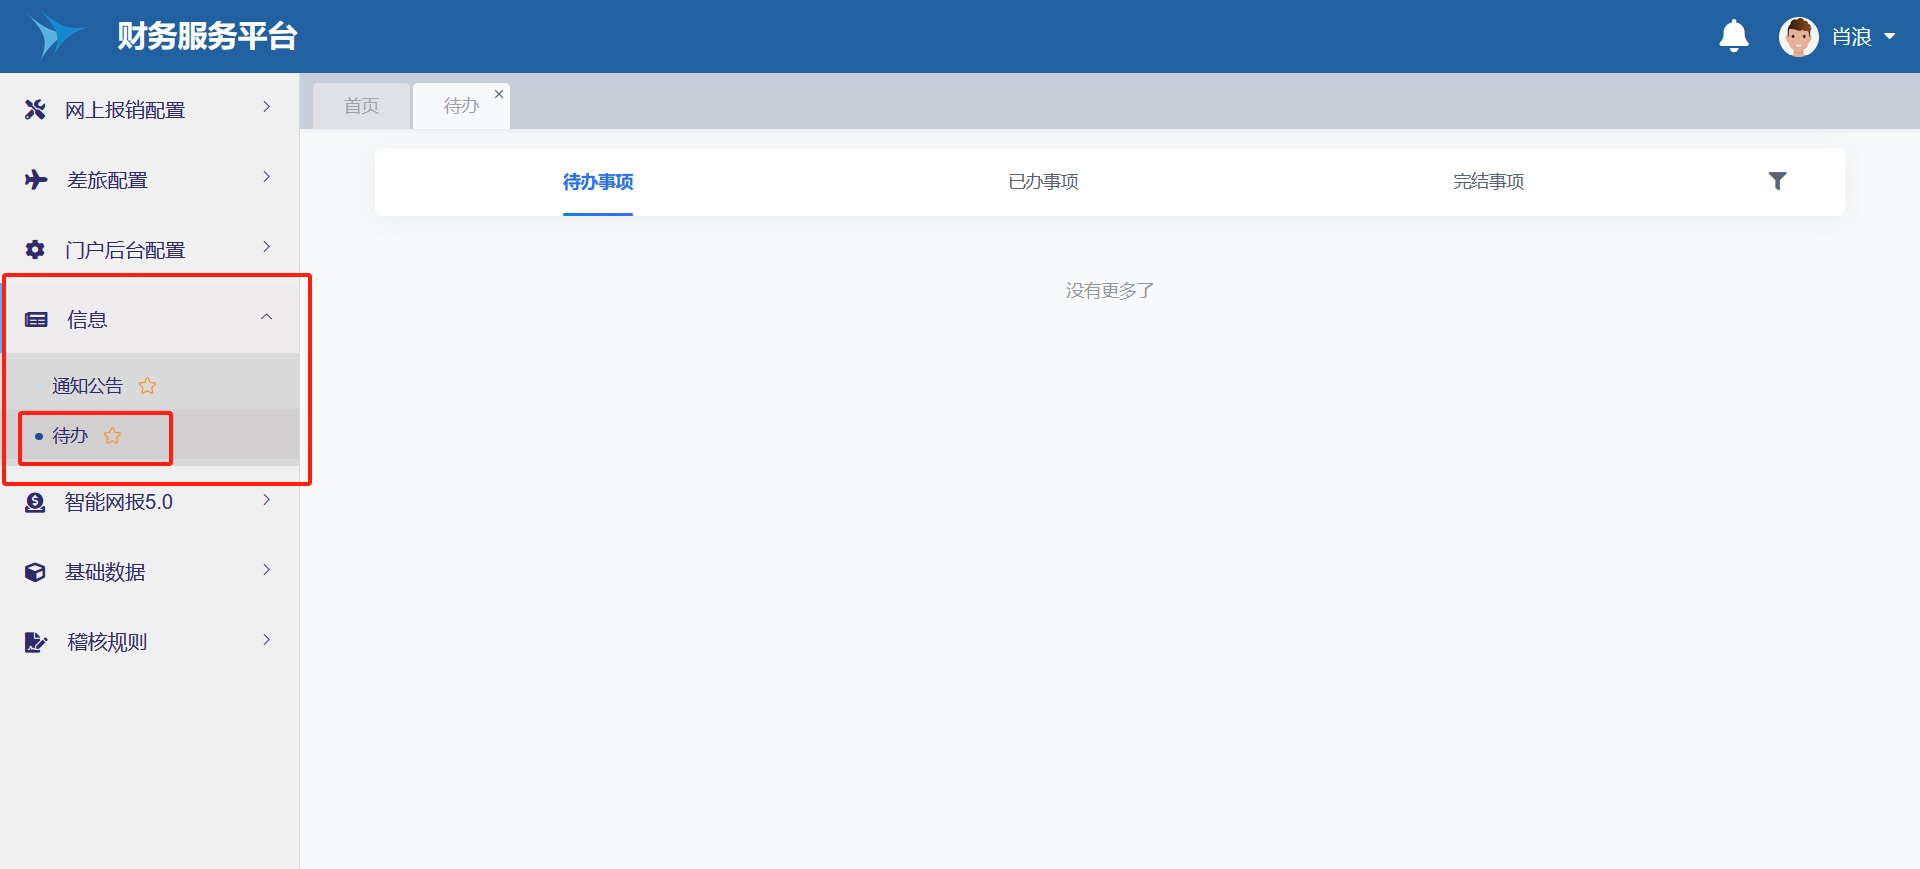 财务服务平台
肖浪
网上报销配置
差旅配置
门户后台配置
信息
通知公告
待办
智能网报5.0
基础数据
稽核规则
首页
待办
待办事项
已办事项
完结事项
没有更多了